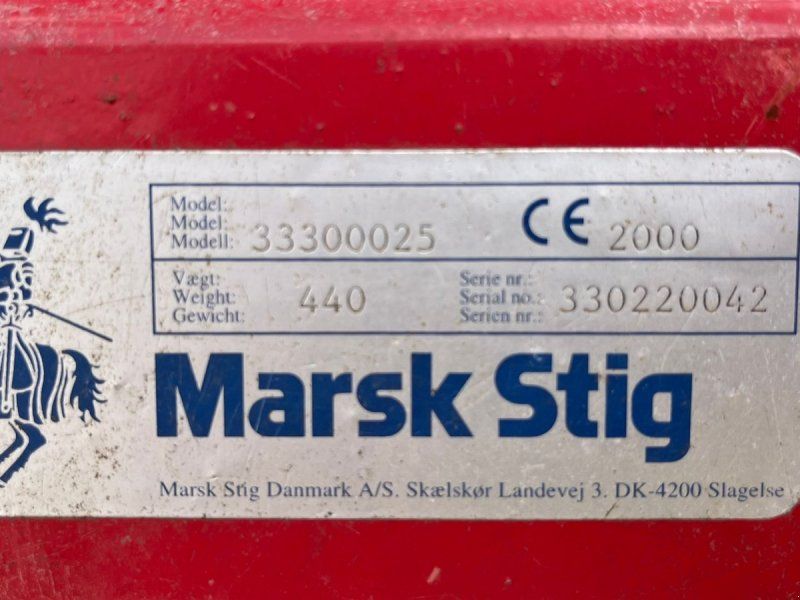 Model:
Model:
Modell: 33300025 CE 2000
Vægt: Serie nr.:
Weight: 440 Serial no.: 330220042
Gewicht: Serien nr.:
Marsk Stig
Marsk Stig Danmark A/S. Skælskør Landevej 3. DK-4200 Slagelse